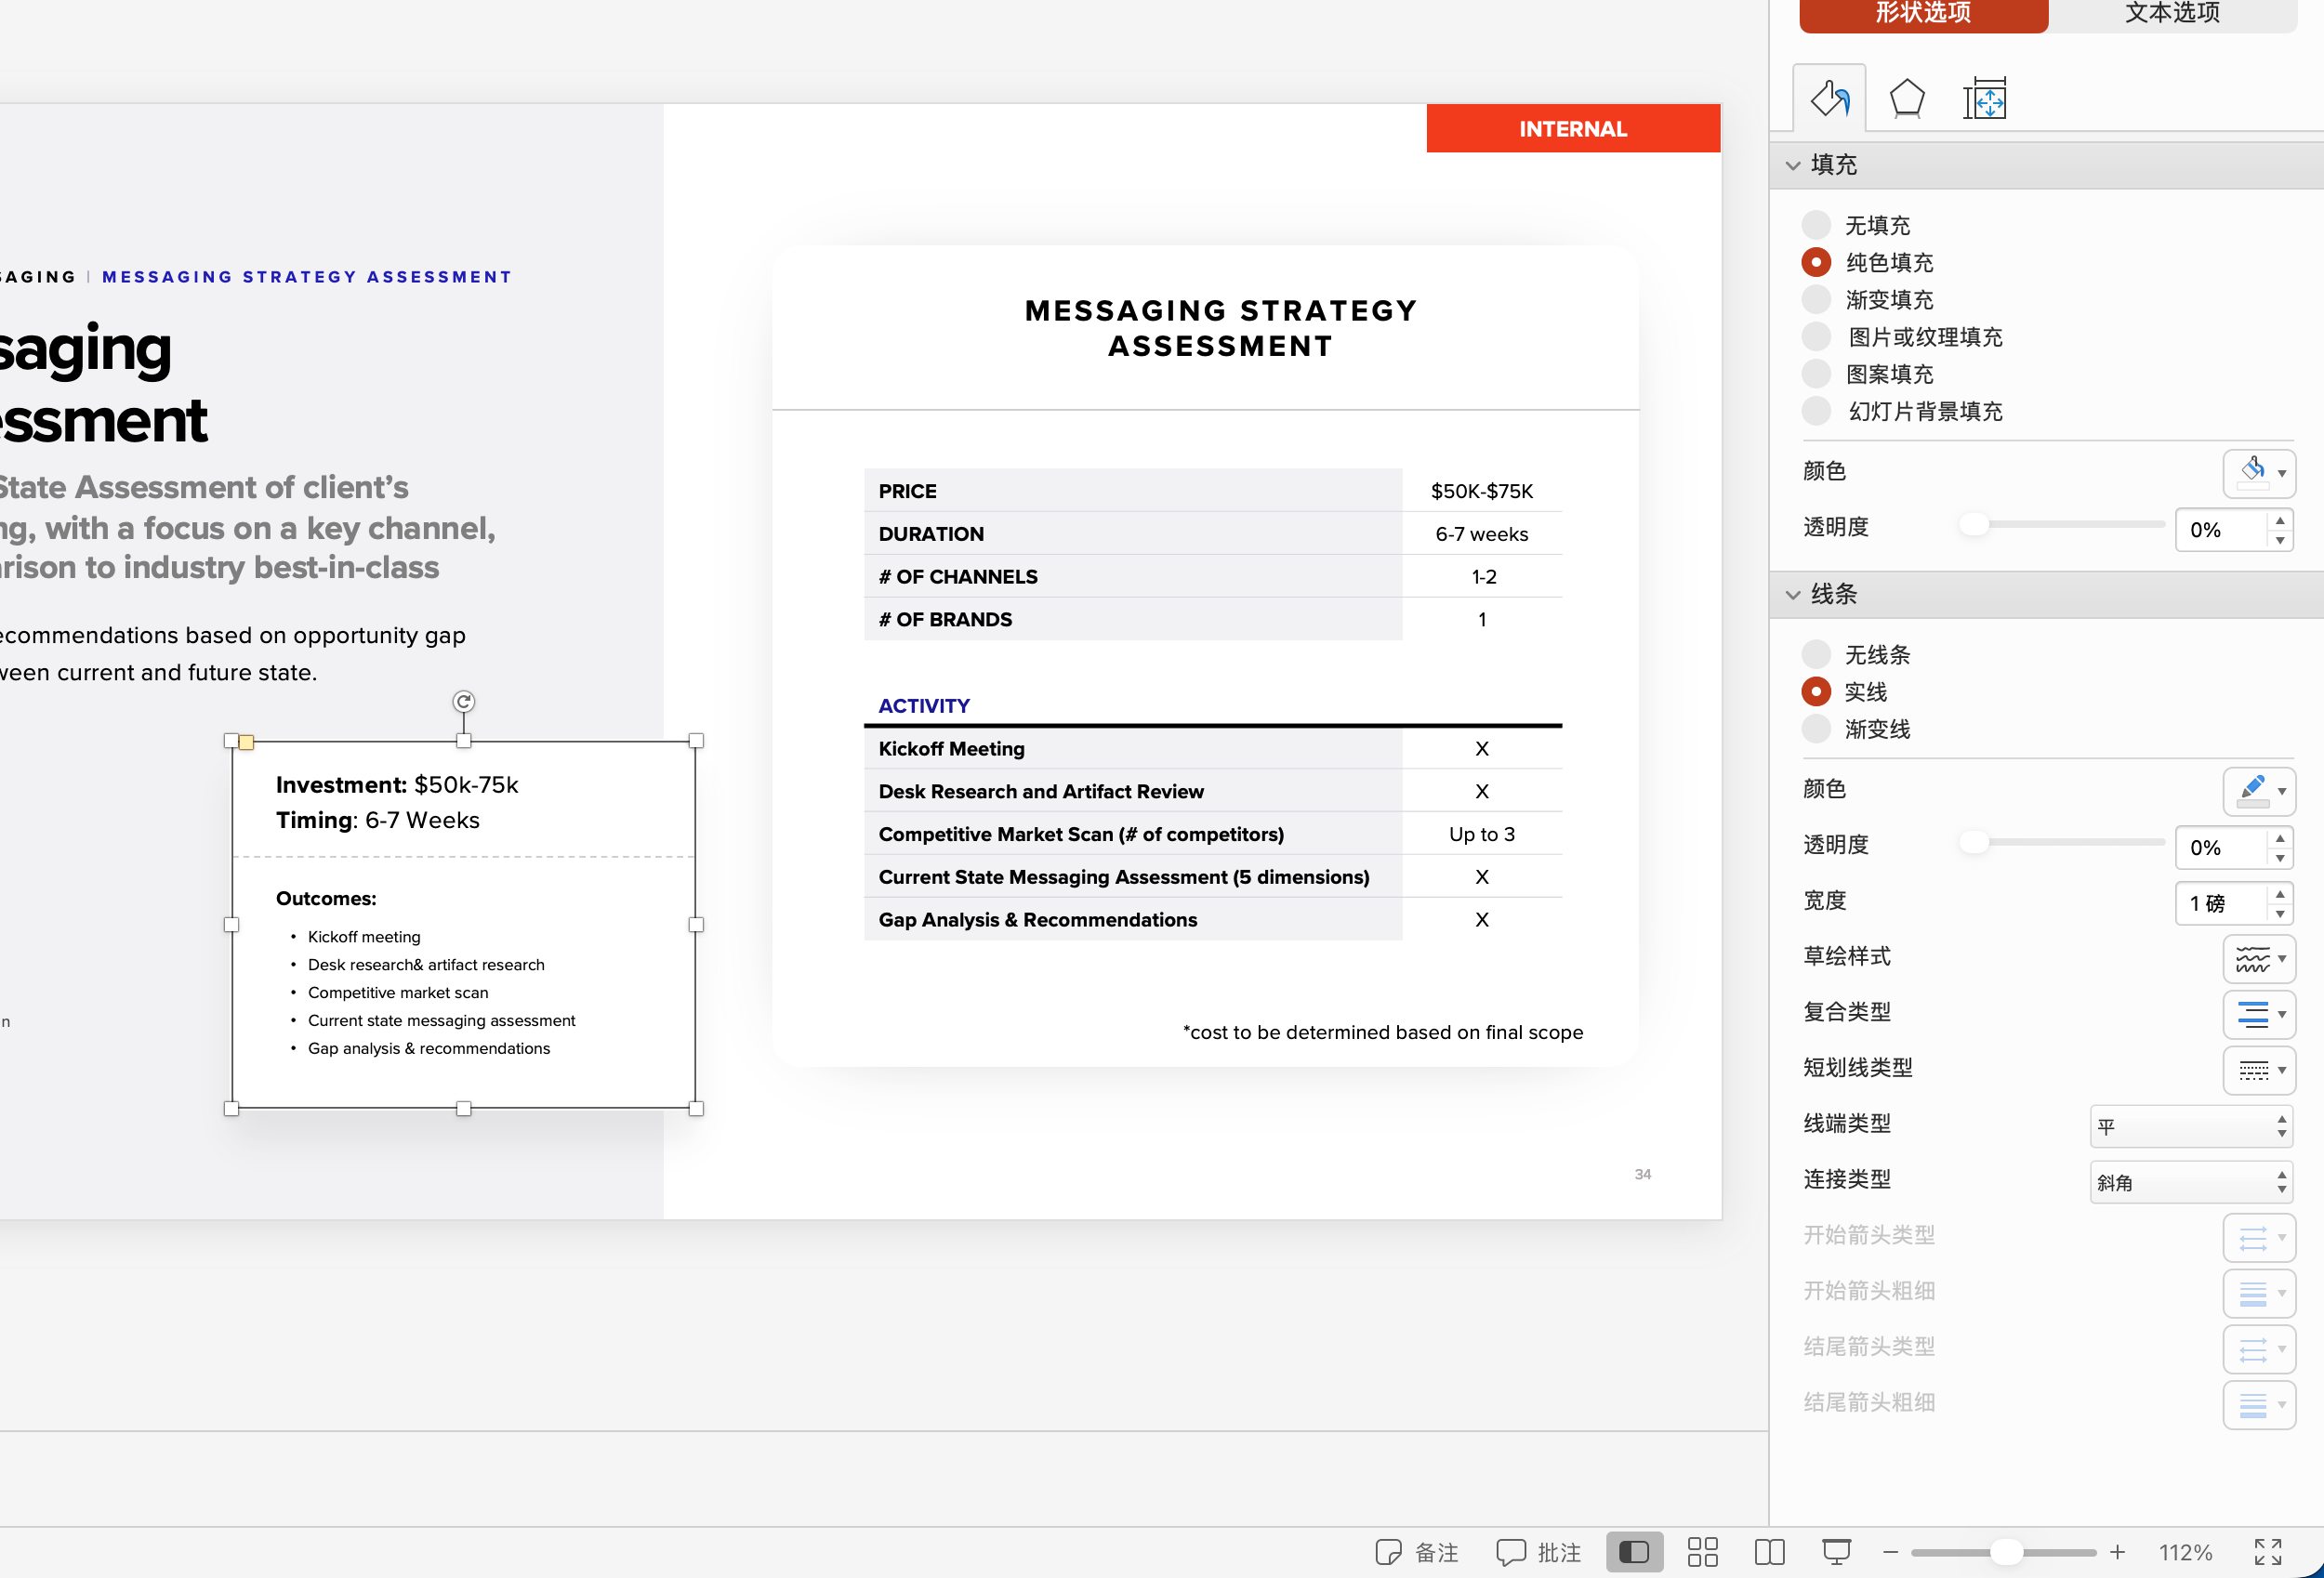 INTERNAL
SAGING | MESSAGING STRATEGY ASSESSMENT
saging
essment
State Assessment of client’s
ng, with a focus on a key channel,
arison to industry best-in-class
ecommendations based on opportunity gap
ween current and future state.
n
Investment: $50k-75k
Timing: 6-7 Weeks
Outcomes:
• Kickoff meeting
• Desk research& artifact research
• Competitive market scan
• Current state messaging assessment
• Gap analysis & recommendations
MESSAGING STRATEGY
ASSESSMENT
PRICE $50K-$75K
DURATION 6-7 weeks
# OF CHANNELS 1-2
# OF BRANDS 1
ACTIVITY
Kickoff Meeting X
Desk Research and Artifact Review X
Competitive Market Scan (# of competitors) Up to 3
Current State Messaging Assessment (5 dimensions) X
Gap Analysis & Recommendations X
*cost to be determined based on final scope
34
形状选项 文本选项
填充
无填充
纯色填充
渐变填充
图片或纹理填充
图案填充
幻灯片背景填充
颜色
透明度 0%
线条
无线条
实线
渐变线
颜色
透明度 0%
宽度 1 磅
草绘样式
复合类型
短划线类型
线端类型 平
连接类型 斜角
开始箭头类型
开始箭头粗细
结尾箭头类型
结尾箭头粗细
备注 批注 112%